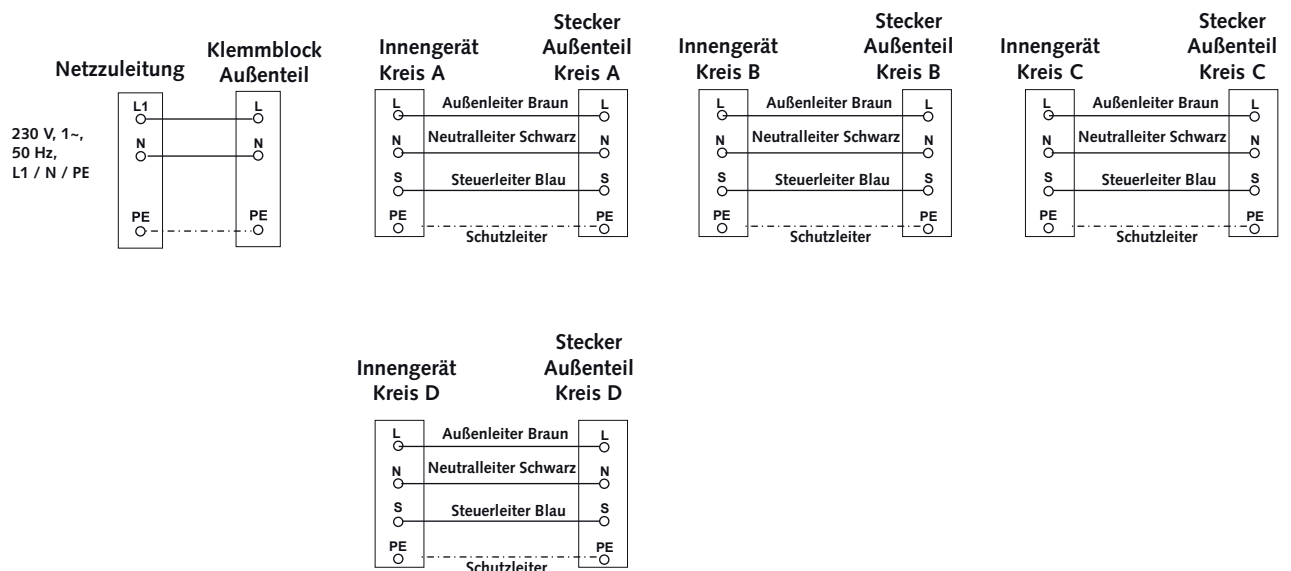 Netzzuleitung
Klemmblock
Außenteil
230 V, 1~,
50 Hz,
L1 / N / PE
L1
L
N
N
PE
PE
Innengerät
Kreis A
Stecker
Außenteil
Kreis A
L
Außenleiter Braun
L
N
Neutralleiter Schwarz
N
S
Steuerleiter Blau
S
PE
Schutzleiter
PE
Innengerät
Kreis B
Stecker
Außenteil
Kreis B
L
Außenleiter Braun
L
N
Neutralleiter Schwarz
N
S
Steuerleiter Blau
S
PE
Schutzleiter
PE
Innengerät
Kreis C
Stecker
Außenteil
Kreis C
L
Außenleiter Braun
L
N
Neutralleiter Schwarz
N
S
Steuerleiter Blau
S
PE
Schutzleiter
PE
Innengerät
Kreis D
Stecker
Außenteil
Kreis D
L
Außenleiter Braun
L
N
Neutralleiter Schwarz
N
S
Steuerleiter Blau
S
PE
Schutzleiter
PE